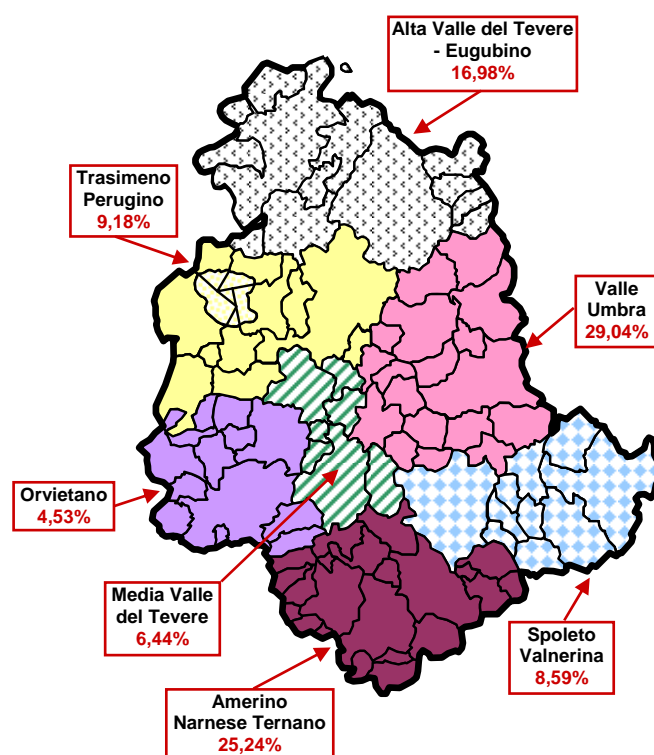 Alta Valle del Tevere
- Eugubino
16,98%
Trasimeno
Perugino
9,18%
Valle
Umbra
29,04%
Orvietano
4,53%
Media Valle
del Tevere
6,44%
Spoleto
Valnerina
8,59%
Amerino
Narnese Ternano
25,24%